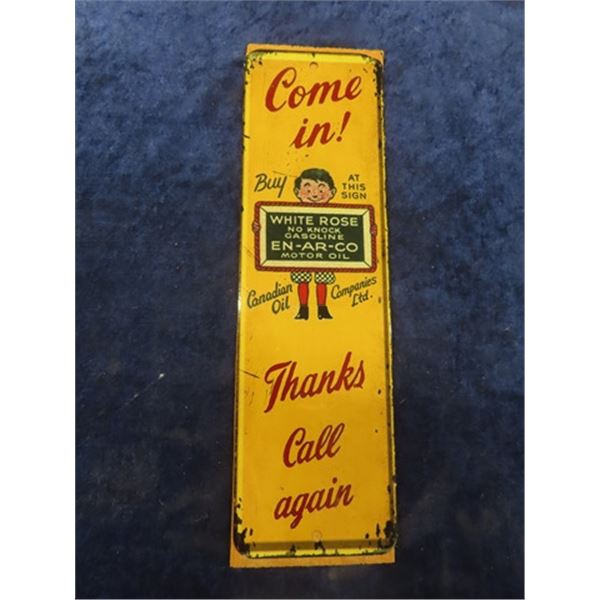 Come
in!
Buy
AT
THIS
SIGN
WHITE ROSE
NO KNOCK
GASOLINE
EN-AR-CO
MOTOR OIL
Canadian
Oil
Companies
Ltd.
Thanks
Call
again